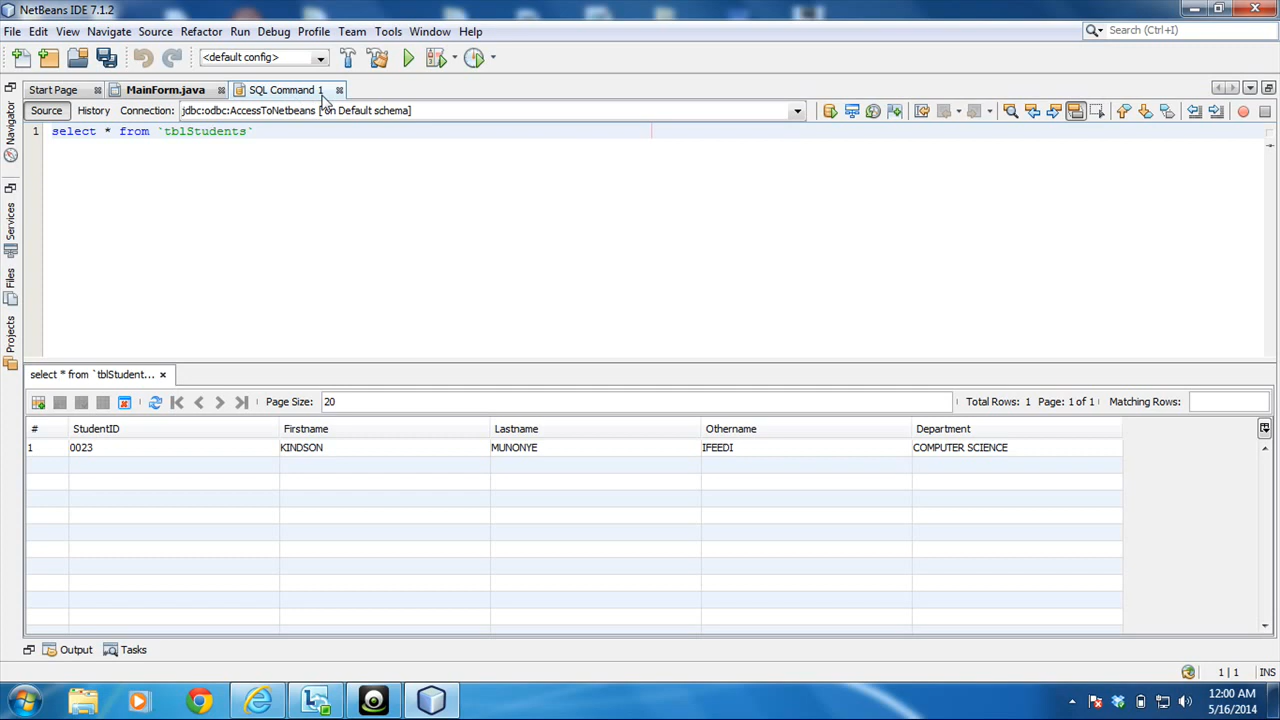 NetBeans IDE 7.1.2
File Edit View Navigate Source Refactor Run Debug Profile Team Tools Window Help
Search (Ctrl+I)
<default config>
Start Page MainForm.java SQL Command 1
Source History Connection: jdbc:odbc:AccessToNetbeans [ on Default schema]
1 select * from `tblStudents`
Navigator
Services
Files
Projects
select * from `tblStudent...
Page Size: 20 Total Rows: 1 Page: 1 of 1 Matching Rows:
# StudentID Firstname Lastname Othername Department
1 0023 KINDSON MUNONYE IFEEDI COMPUTER SCIENCE
Output Tasks
1 | 1 INS
12:00 AM
5/16/2014